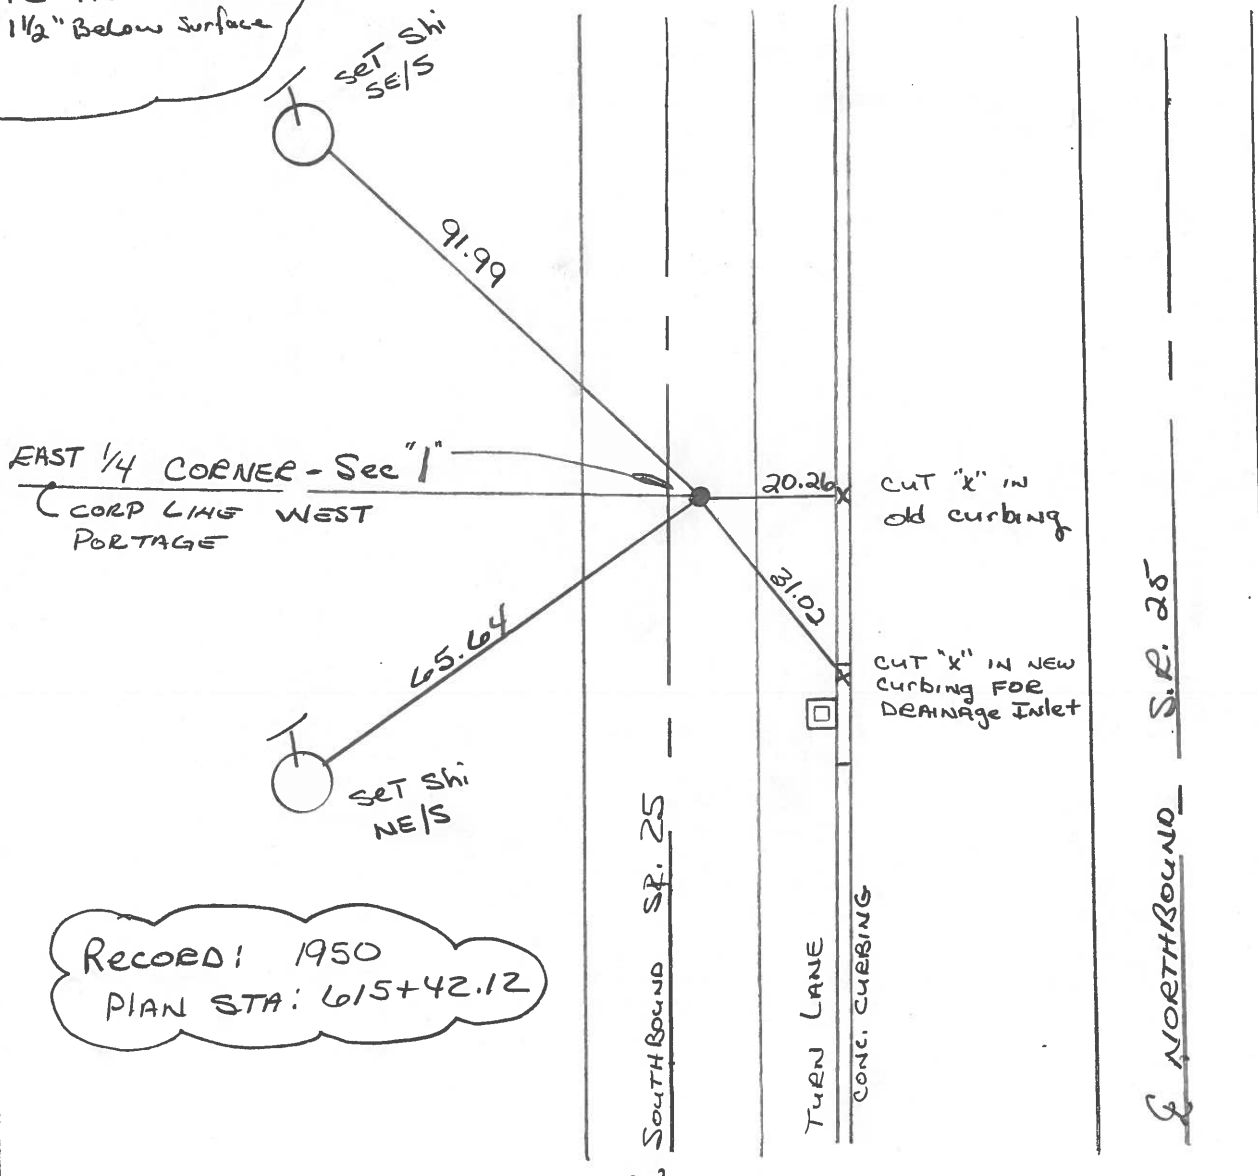 1½" Below Surface
SET Shi
SE/S
91.99
EAST 1/4 CORNER - Sec "1"
CORP LINE WEST
PORTAGE
20.26
CUT "X" IN
old curbing
31.02
CUT "X" IN NEW
curbing FOR
DRAINAge Inlet
65.64
SET Shi
NE/S
RECORD: 1950
PLAN STA: 615+42.12
SOUTHBOUND SR. 25
TURN LANE
CONC. CURBING
℄ NORTHBOUND S.R. 25